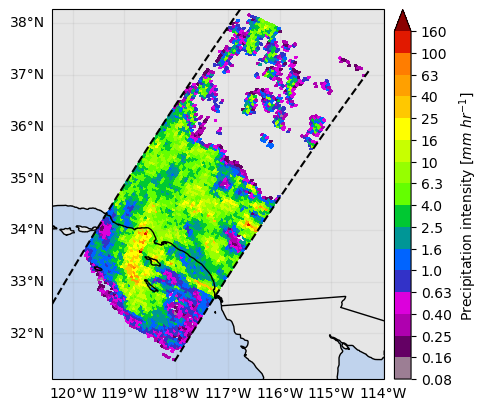 38°N
37°N
36°N
35°N
34°N
33°N
32°N
120°W 119°W 118°W 117°W 116°W 115°W 114°W
160
100
63
40
25
16
10
6.3
4.0
2.5
1.6
1.0
0.63
0.40
0.25
0.16
0.08
Precipitation intensity [mm hr⁻¹]